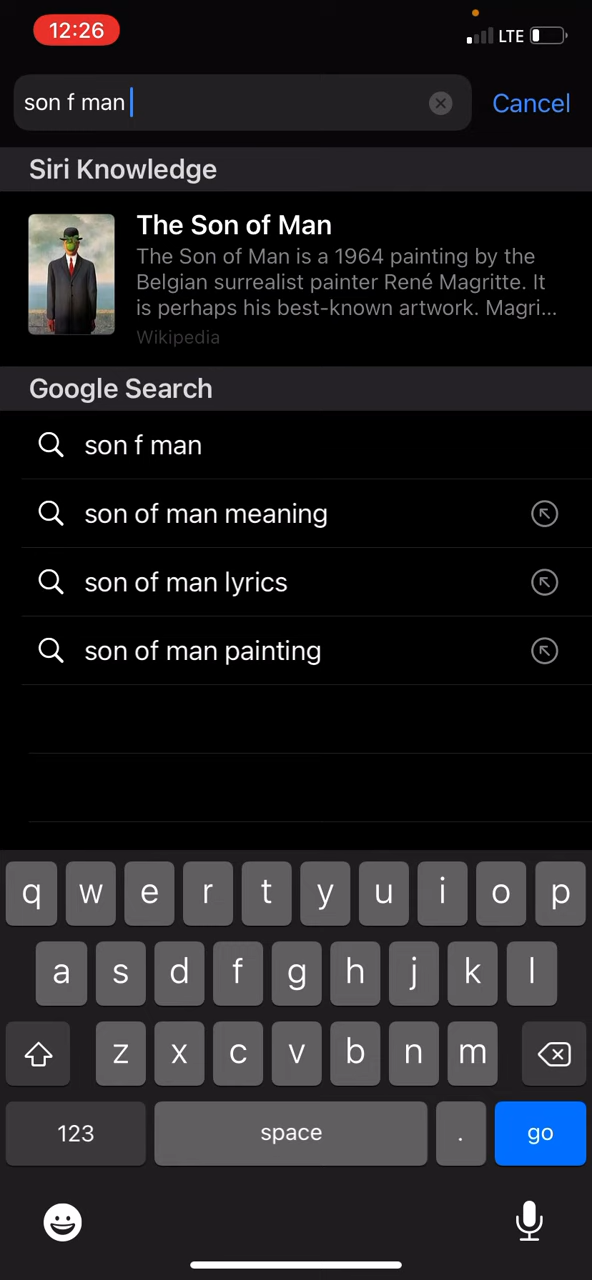 12:26
LTE
son f man
Cancel
Siri Knowledge
The Son of Man
The Son of Man is a 1964 painting by the
Belgian surrealist painter René Magritte. It
is perhaps his best-known artwork. Magri...
Wikipedia
Google Search
son f man
son of man meaning
son of man lyrics
son of man painting
q w e r t y u i o p
a s d f g h j k l
z x c v b n m
123 space . go